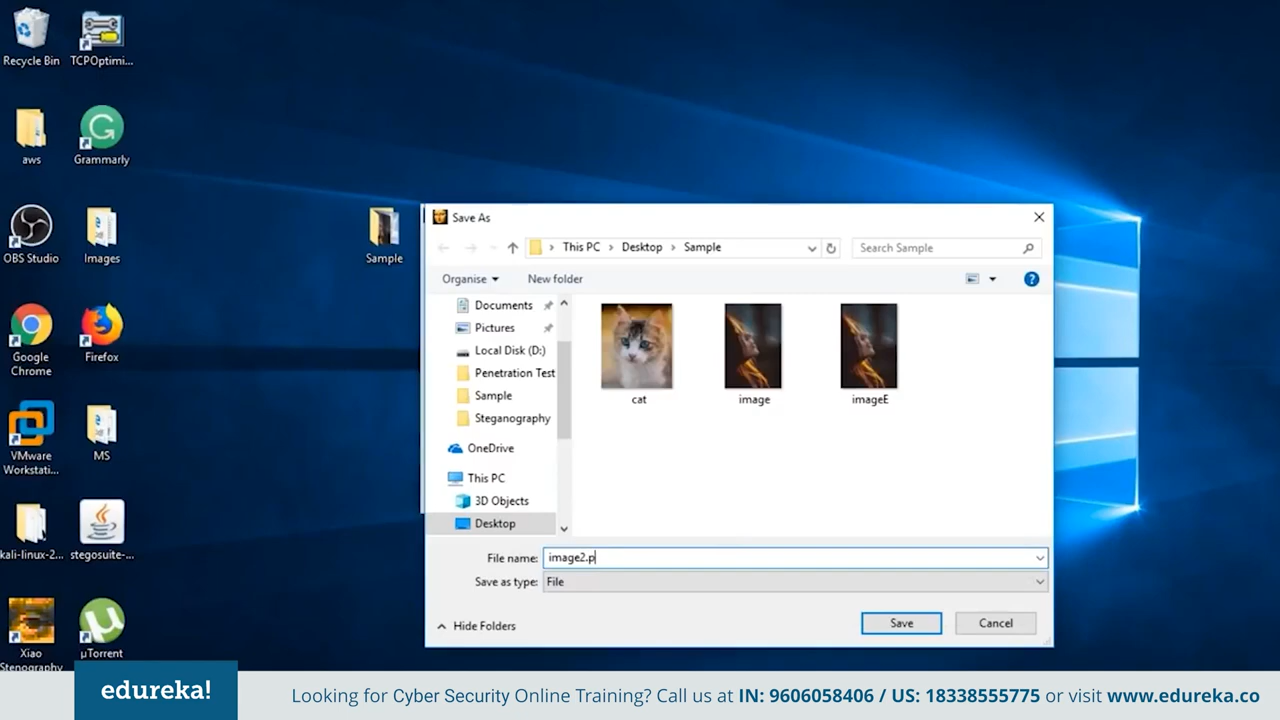 Recycle Bin
TCPOptimi...
aws
Grammarly
OBS Studio
Images
Sample
Google
Chrome
Firefox
VMware
Workstati...
MS
kali-linux-2...
stegosuite-...
Xiao
Stenography
µTorrent
Save As
This PC > Desktop > Sample
Search Sample
Organise
New folder
Documents
Pictures
Local Disk (D:)
Penetration Test
Sample
Steganography
OneDrive
This PC
3D Objects
Desktop
cat
image
imageE
File name: image2.p
Save as type: File
Hide Folders
Save
Cancel
edureka!
Looking for Cyber Security Online Training? Call us at IN: 9606058406 / US: 18338555775 or visit www.edureka.co